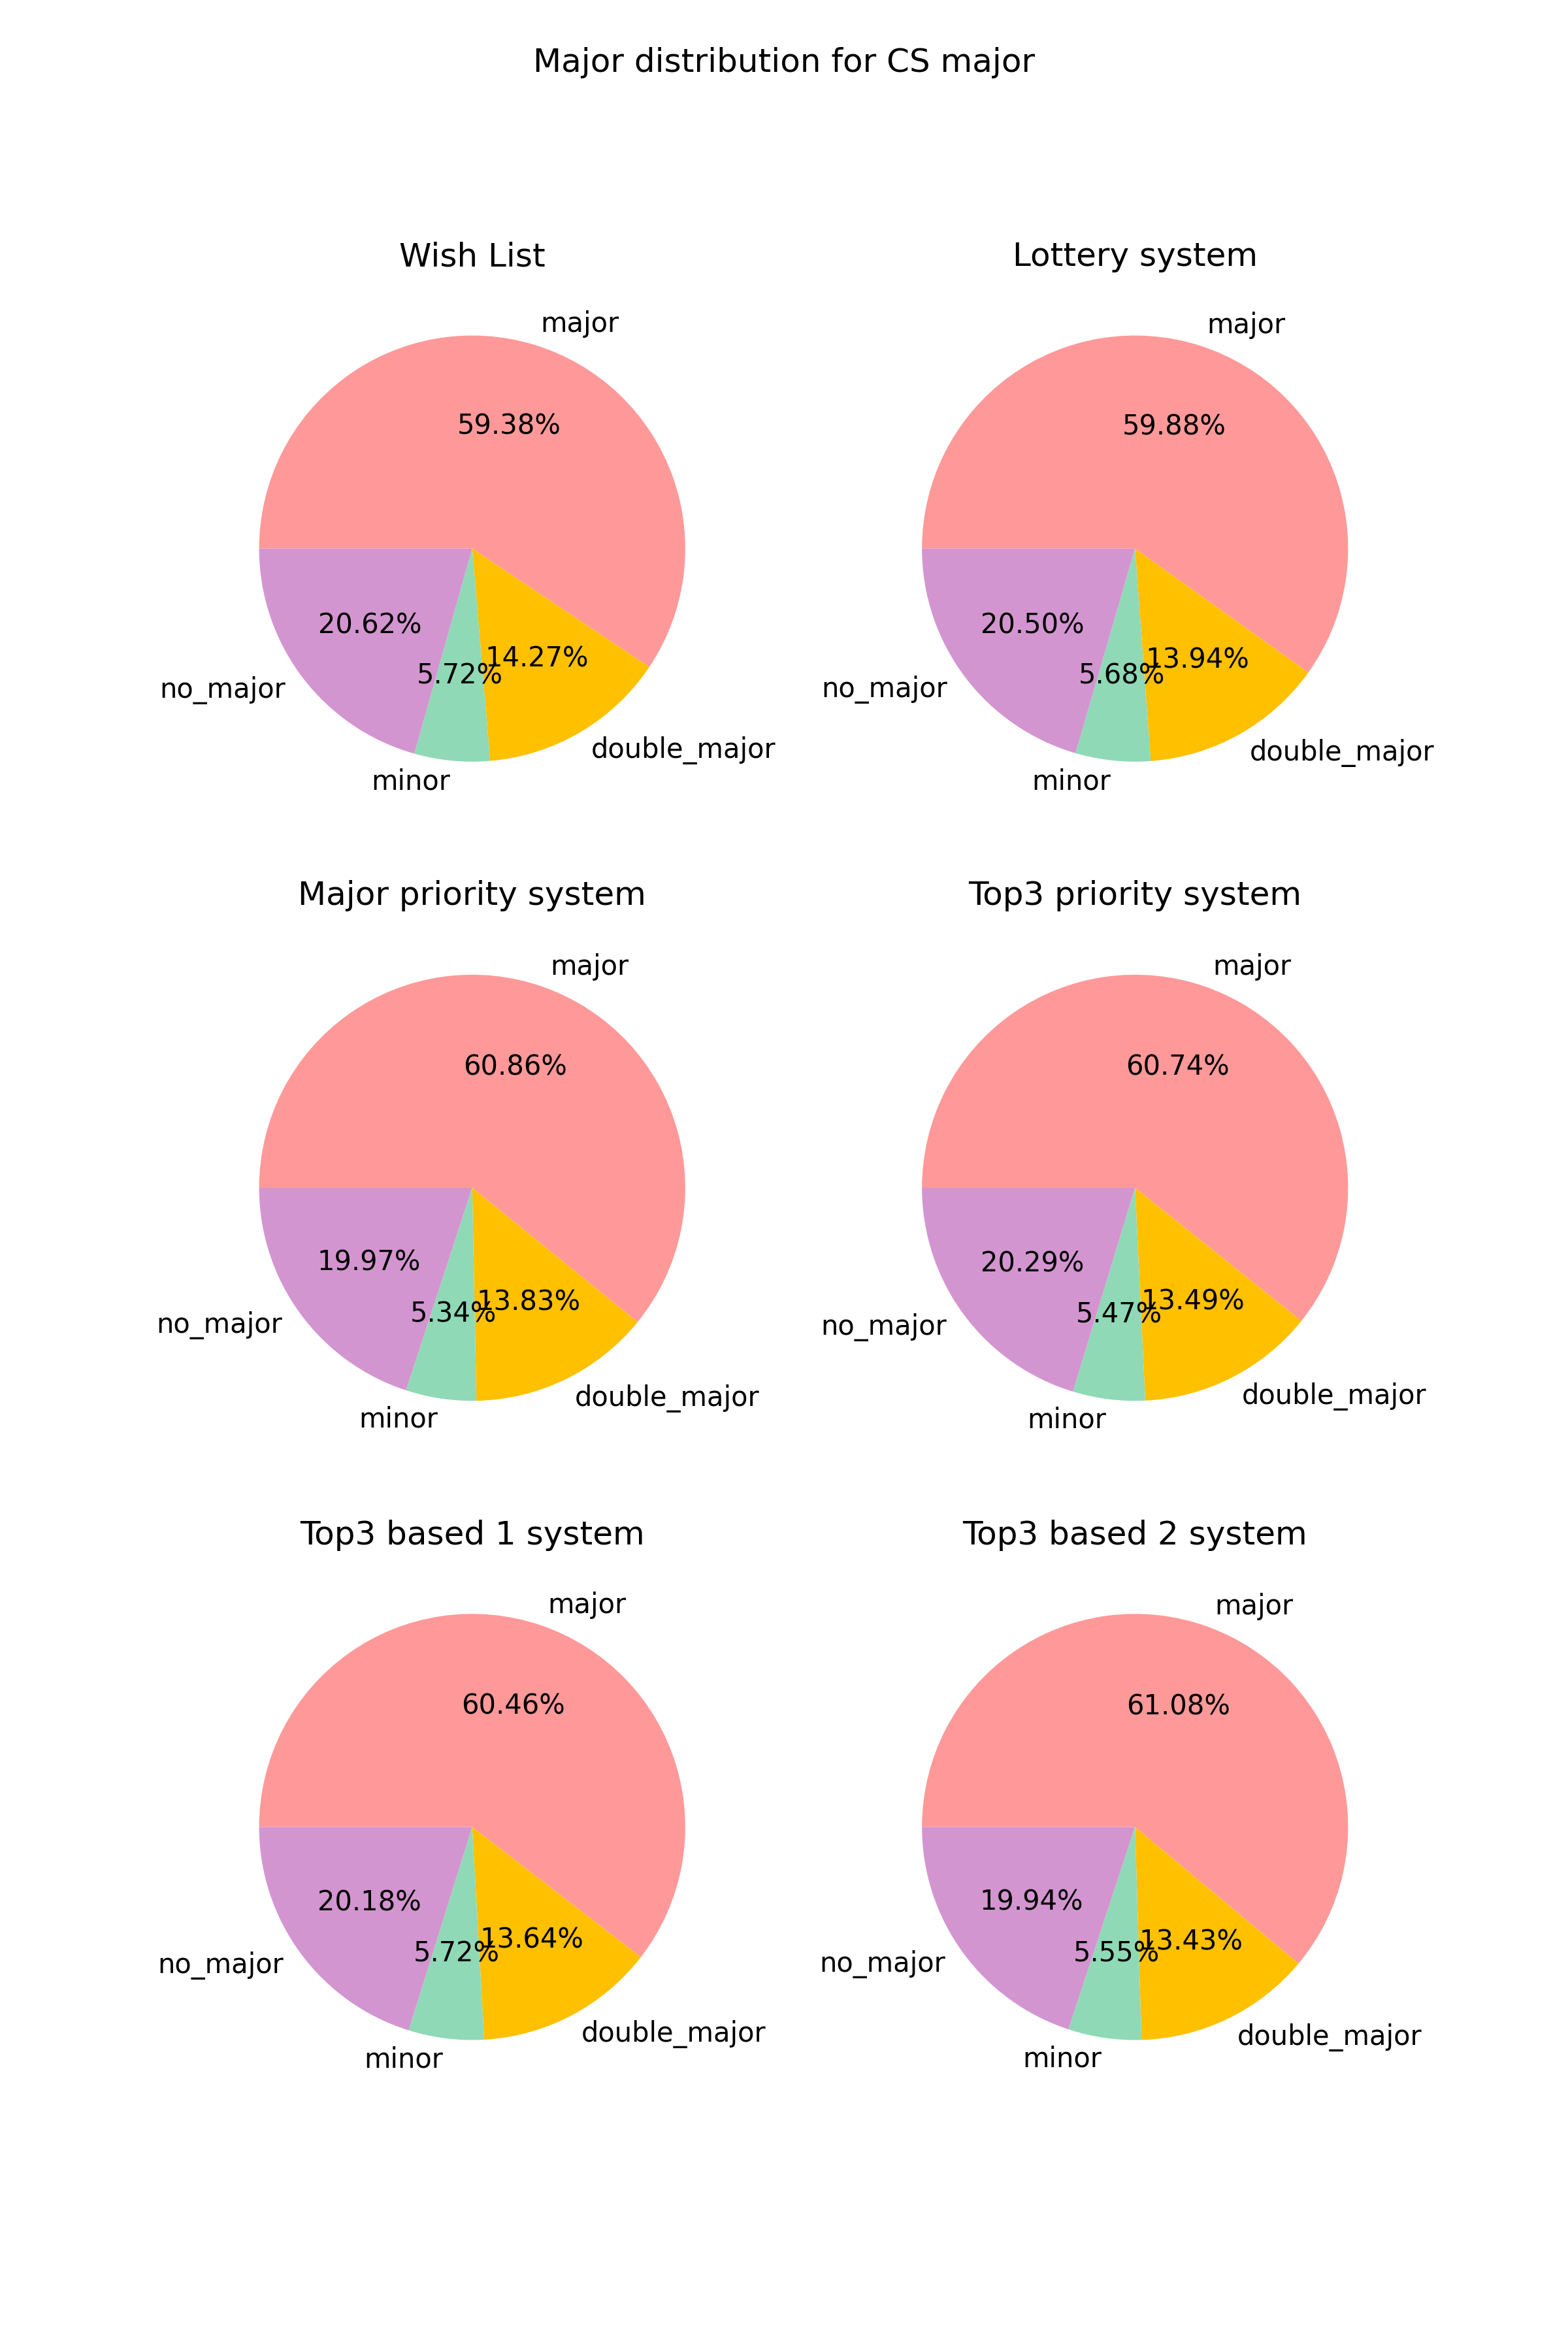 Major distribution for CS major
Wish List
major
59.38%
20.62%
5.72%
14.27%
no_major
minor
double_major
Lottery system
major
59.88%
20.50%
5.68%
13.94%
no_major
minor
double_major
Major priority system
major
60.86%
19.97%
5.34%
13.83%
no_major
minor
double_major
Top3 priority system
major
60.74%
20.29%
5.47%
13.49%
no_major
minor
double_major
Top3 based 1 system
major
60.46%
20.18%
5.72%
13.64%
no_major
minor
double_major
Top3 based 2 system
major
61.08%
19.94%
5.55%
13.43%
no_major
minor
double_major